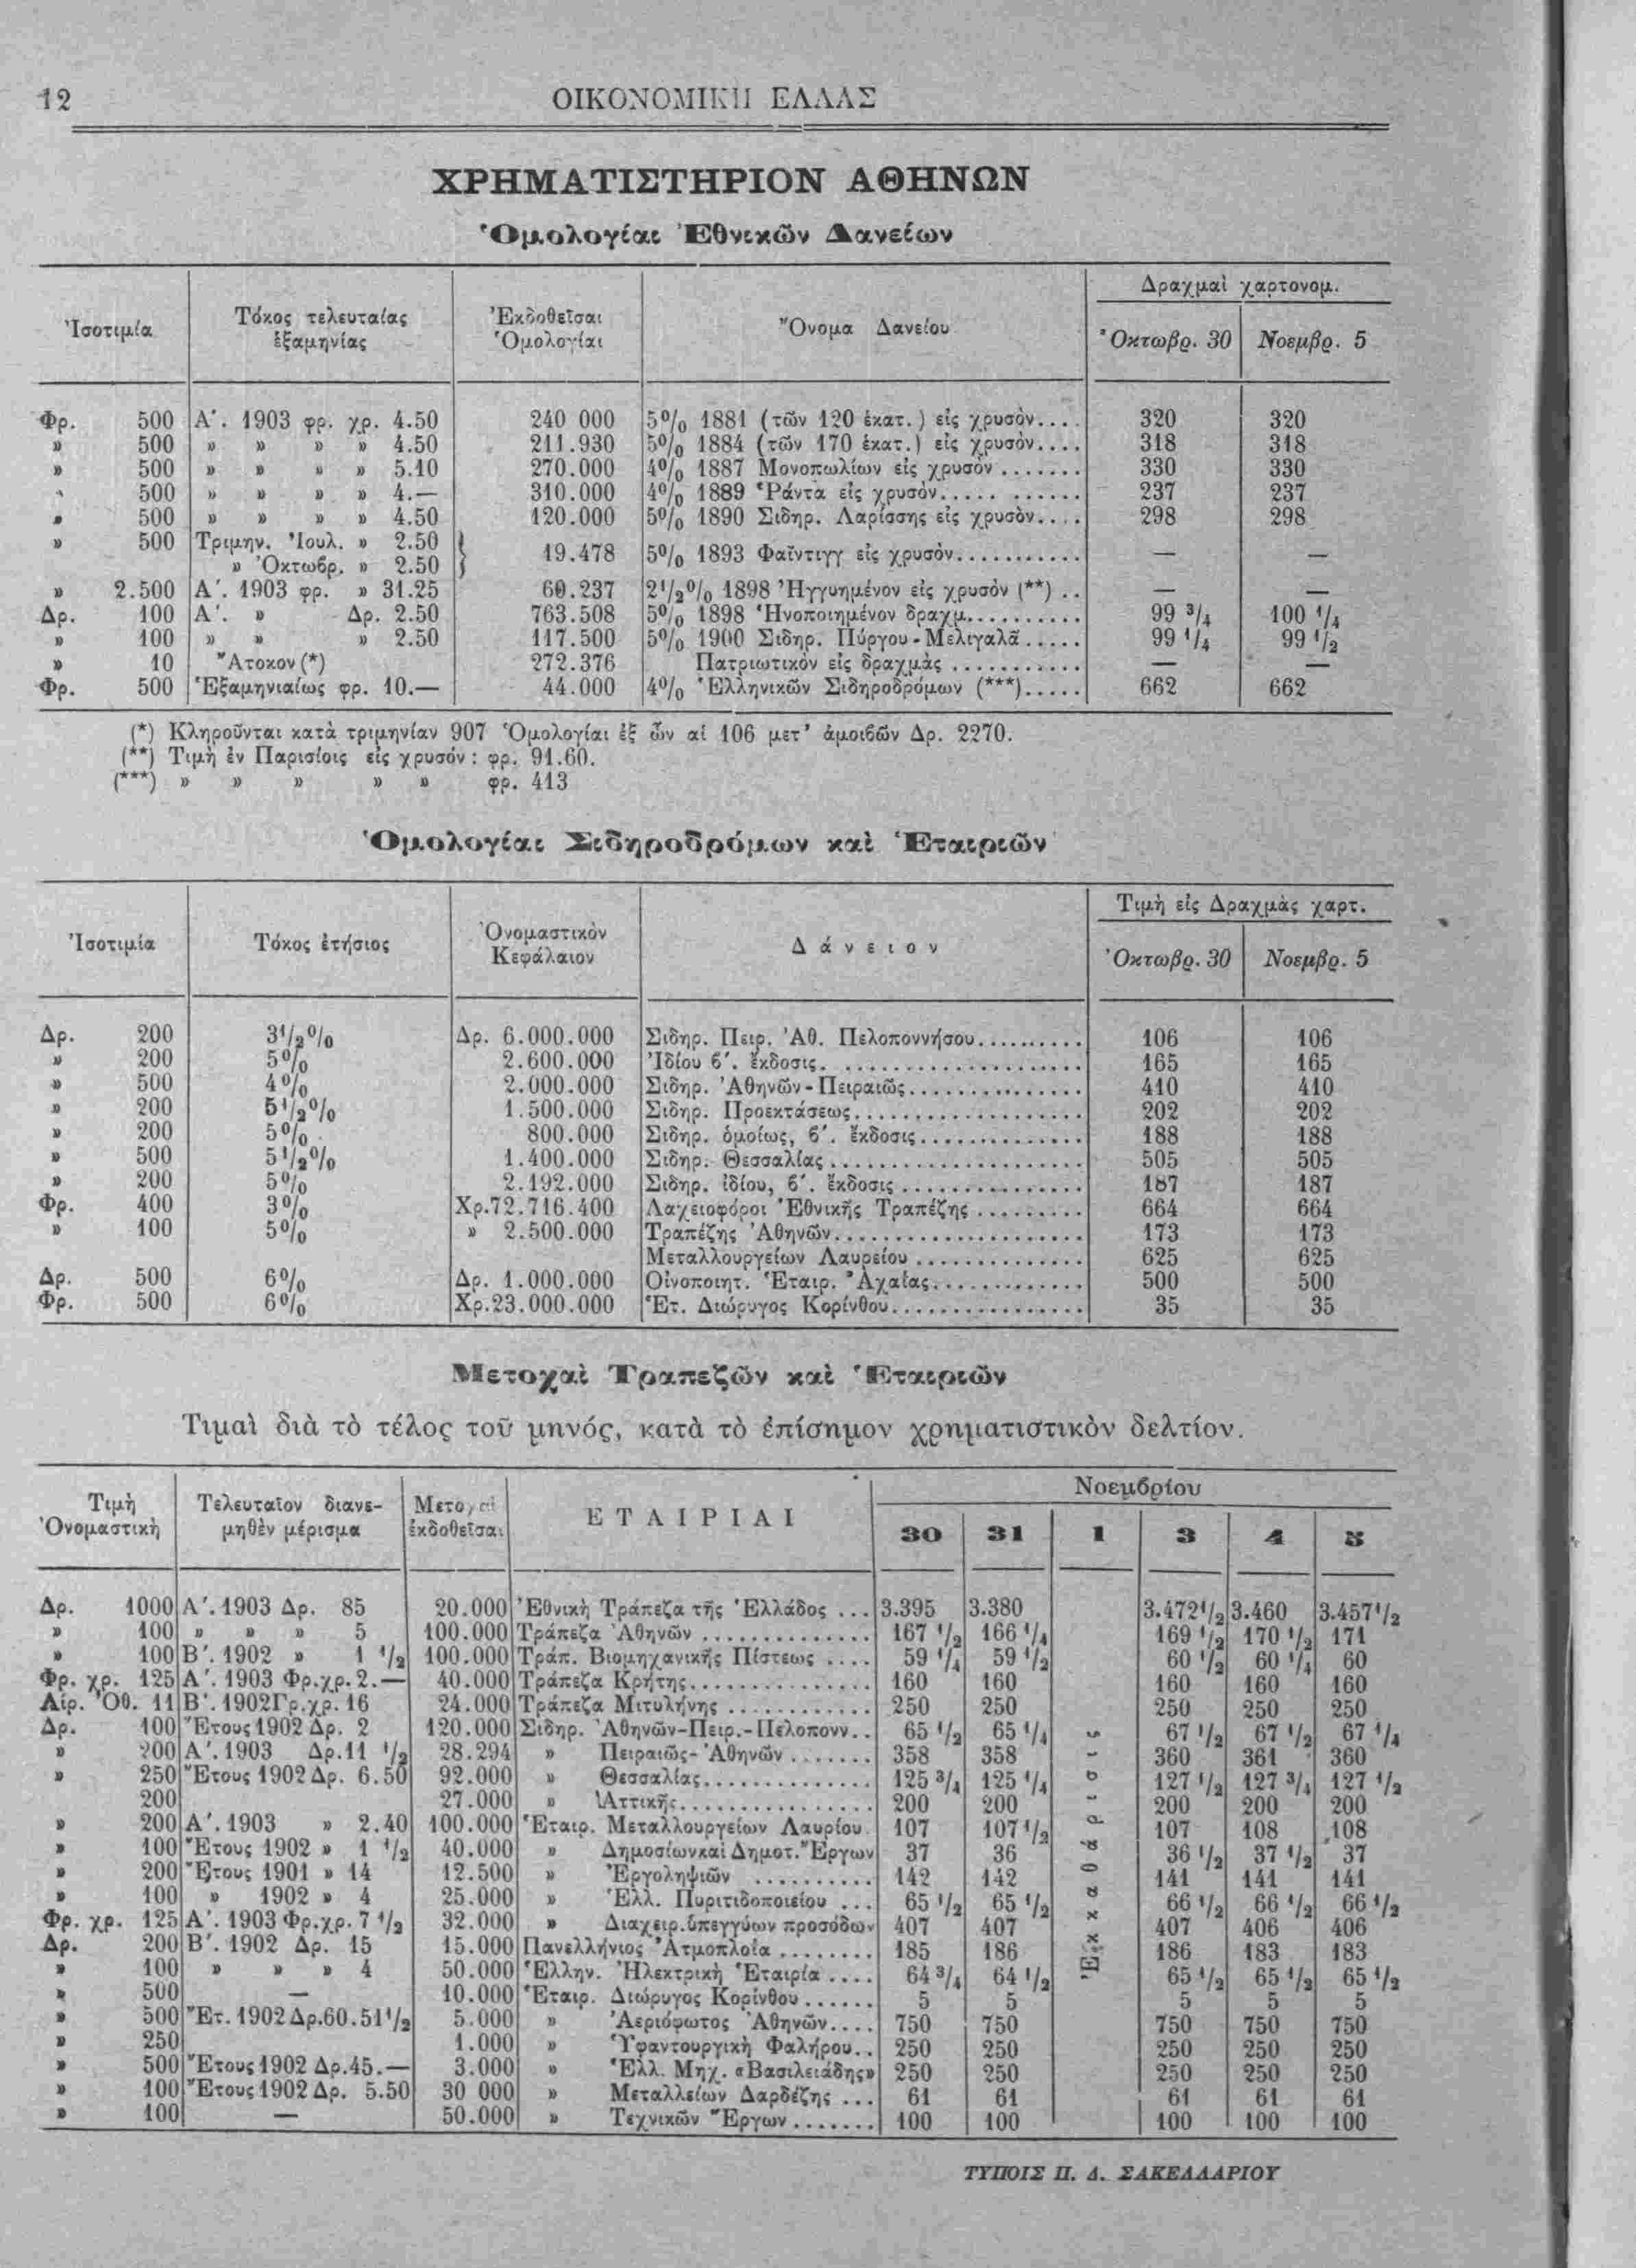 12 ΟΙΚΟΝΟΜΙΚΗ ΕΛΛΑΣ
ΧΡΗΜΑΤΙΣΤΗΡΙΟΝ ΑΘΗΝΩΝ
Ὁμολογίαι Ἐθνικῶν Δανείων
Ἰσοτιμία Τόκος τελευταίας ἑξαμηνίας Ἐκδοθεῖσαι Ὁμολογίαι Ὄνομα Δανείου Δραχμαὶ χαρτονομ.
Ὀκτωβρ. 30 Νοεμβρ. 5
Φρ. 500 Α΄. 1903 φρ. χρ. 4.50 240 000 5% 1881 (τῶν 120 ἑκατ.) εἰς χρυσὸν.... 320 320
» 500 » » » » 4.50 211.930 5% 1884 (τῶν 170 ἑκατ.) εἰς χρυσὸν.... 318 318
» 500 » » » » 5.10 270.000 4% 1887 Μονοπωλίων εἰς χρυσὸν ....... 330 330
» 500 » » » » 4.— 310.000 4% 1889 Ῥάντα εἰς χρυσόν..... ...... 237 237
» 500 » » » » 4.50 120.000 5% 1890 Σιδηρ. Λαρίσσης εἰς χρυσὸν.... 298 298
» 500 Τριμην. Ἰουλ. » 2.50
» Ὀκτωβρ. » 2.50 19.478 5% 1893 Φαῖντιγγ εἰς χρυσὸν........... — —
» 2.500 Α΄. 1903 φρ. » 31.25 60.237 2 1/2% 1898 Ἠγγυημένον εἰς χρυσόν (**) .. — —
Δρ. 100 Α΄. » Δρ. 2.50 763.508 5% 1898 Ἡνοποιημένον δραχμ.......... 99 3/4 100 1/4
» 100 » » » 2.50 117.500 5% 1900 Σιδηρ. Πύργου - Μελιγαλᾶ ..... 99 1/4 99 1/2
» 10 Ἄτοκον (*) 272.376 Πατριωτικὸν εἰς δραχμὰς ........... — —
Φρ. 500 Ἑξαμηνιαίως φρ. 10.— 44.000 4% Ἑλληνικῶν Σιδηροδρόμων (***)..... 662 662
(*) Κληροῦνται κατὰ τριμηνίαν 907 Ὁμολογίαι ἐξ ὧν αἱ 106 μετ' ἀμοιβῶν Δρ. 2270.
(**) Τιμὴ ἐν Παρισίοις εἰς χρυσόν : φρ. 91.60.
(***) » » » » » φρ. 413
Ὁμολογίαι Σιδηροδρόμων καὶ Ἑταιριῶν
Ἰσοτιμία Τόκος ἐτήσιος Ὀνομαστικὸν Κεφάλαιον Δάνειον Τιμὴ εἰς Δραχμὰς χαρτ.
Ὀκτωβρ. 30 Νοεμβρ. 5
Δρ. 200 3 1/2% Δρ. 6.000.000 Σιδηρ. Πειρ. Ἀθ. Πελοποννήσου.......... 106 106
» 200 5% 2.600.000 Ἰδίου β΄. ἔκδοσις. .................... 165 165
» 500 4% 2.000.000 Σιδηρ. Ἀθηνῶν - Πειραιῶς............... 410 410
» 200 5 1/2% 1.500.000 Σιδηρ. Προεκτάσεως.................... 202 202
» 200 5% 800.000 Σιδηρ. ὁμοίως, β΄. ἔκδοσις.............. 188 188
» 500 5 1/2% 1.400.000 Σιδηρ. Θεσσαλίας ...................... 505 505
» 200 5% 2.192.000 Σιδηρ. ἰδίου, β΄. ἔκδοσις ............... 187 187
Φρ. 400 3% Χρ.72.716.400 Λαχειοφόροι Ἐθνικῆς Τραπέζης ......... 664 664
» 100 5% » 2.500.000 Τραπέζης Ἀθηνῶν...................... 173 173
Μεταλλουργείων Λαυρείου .............. 625 625
Δρ. 500 6% Δρ. 1.000.000 Οἰνοποιητ. Ἑταιρ. Ἀχαΐας............. 500 500
Φρ. 500 6% Χρ.23.000.000 Ἑτ. Διώρυγος Κορίνθου................. 35 35
Μετοχαὶ Τραπεζῶν καὶ Ἑταιριῶν
Τιμαὶ διὰ τὸ τέλος τοῦ μηνός, κατὰ τὸ ἐπίσημον χρηματιστικὸν δελτίον.
Τιμὴ Ὀνομαστικὴ Τελευταῖον διανεμηθὲν μέρισμα Μετοχαὶ ἐκδοθεῖσαι ΕΤΑΙΡΙΑΙ Νοεμβρίου
30 31 1 3 4 5
Δρ. 1000 Α΄. 1903 Δρ. 85 20.000 Ἐθνικὴ Τράπεζα τῆς Ἑλλάδος ... 3.395 3.380 3.472 1/2 3.460 3.457 1/2
» 100 » » » 5 100.000 Τράπεζα Ἀθηνῶν .............. 167 1/2 166 1/4 169 1/2 170 1/2 171
» 100 Β΄. 1902 » 1 1/2 100.000 Τράπ. Βιομηχανικῆς Πίστεως .... 59 1/4 59 1/2 60 1/2 60 1/4 60
Φρ. χρ. 125 Α΄. 1903 Φρ.χρ. 2.— 40.000 Τράπεζα Κρήτης............... 160 160 160 160 160
Λίρ. Ὀθ. 11 Β΄. 1902 Γρ.χρ. 16 24.000 Τράπεζα Μιτυλήνης ............ 250 250 250 250 250
Δρ. 100 Ἔτους 1902 Δρ. 2 120.000 Σιδηρ. Ἀθηνῶν-Πειρ.-Πελοπονν.. 65 1/2 65 1/4 67 1/2 67 1/2 67 1/4
» 200 Α΄. 1903 Δρ. 11 1/2 28.294 » Πειραιῶς-Ἀθηνῶν ....... 358 358 360 361 360
» 250 Ἔτους 1902 Δρ. 6.50 92.000 » Θεσσαλίας............... 125 3/4 125 1/4 127 1/2 127 3/4 127 1/2
200 27.000 » Ἀττικῆς................. 200 200 200 200 200
» 200 Α΄. 1903 » 2.40 100.000 Ἑταιρ. Μεταλλουργείων Λαυρίου. 107 107 1/2 107 108 108
» 100 Ἔτους 1902 » 1 1/2 40.000 » Δημοσίων καὶ Δημοτ. Ἔργων 37 36 36 1/2 37 1/2 37
» 200 Ἔτους 1901 » 14 12.500 » Ἐργοληψιῶν .......... 142 142 141 141 141
» 100 » 1902 » 4 25.000 » Ἑλλ. Πυριτιδοποιείου ... 65 1/2 65 1/2 66 1/2 66 1/2 66 1/2
Φρ. χρ. 125 Α΄. 1903 Φρ.χρ. 7 1/2 32.000 » Διαχειρ. ὑπεγγύων προσόδων 407 407 407 406 406
Δρ. 200 Β΄. 1902 Δρ. 15 15.000 Πανελλήνιος Ἀτμοπλοΐα ........ 185 186 186 183 183
» 100 » » » 4 50.000 Ἑλλην. Ἠλεκτρικὴ Ἑταιρία .... 64 3/4 64 1/2 65 1/2 65 1/2 65 1/2
» 500 — 10.000 Ἑταιρ. Διώρυγος Κορίνθου ...... 5 5 5 5 5
» 500 Ἔτ. 1902 Δρ. 60.51 1/2 5.000 » Ἀεριόφωτος Ἀθηνῶν.... 750 750 750 750 750
» 250 1.000 » Ὑφαντουργικὴ Φαλήρου.. 250 250 250 250 250
» 500 Ἔτους 1902 Δρ. 45.— 3.000 » Ἑλλ. Μηχ. «Βασιλειάδης» 250 250 250 250 250
» 100 Ἔτους 1902 Δρ. 5.50 30 000 » Μεταλλείων Δαρδέζης ... 61 61 61 61 61
» 100 — 50.000 » Τεχνικῶν Ἔργων ....... 100 100 100 100 100
Ἐκκαθάρισις
ΤΥΠΟΙΣ Π. Δ. ΣΑΚΕΛΛΑΡΙΟΥ